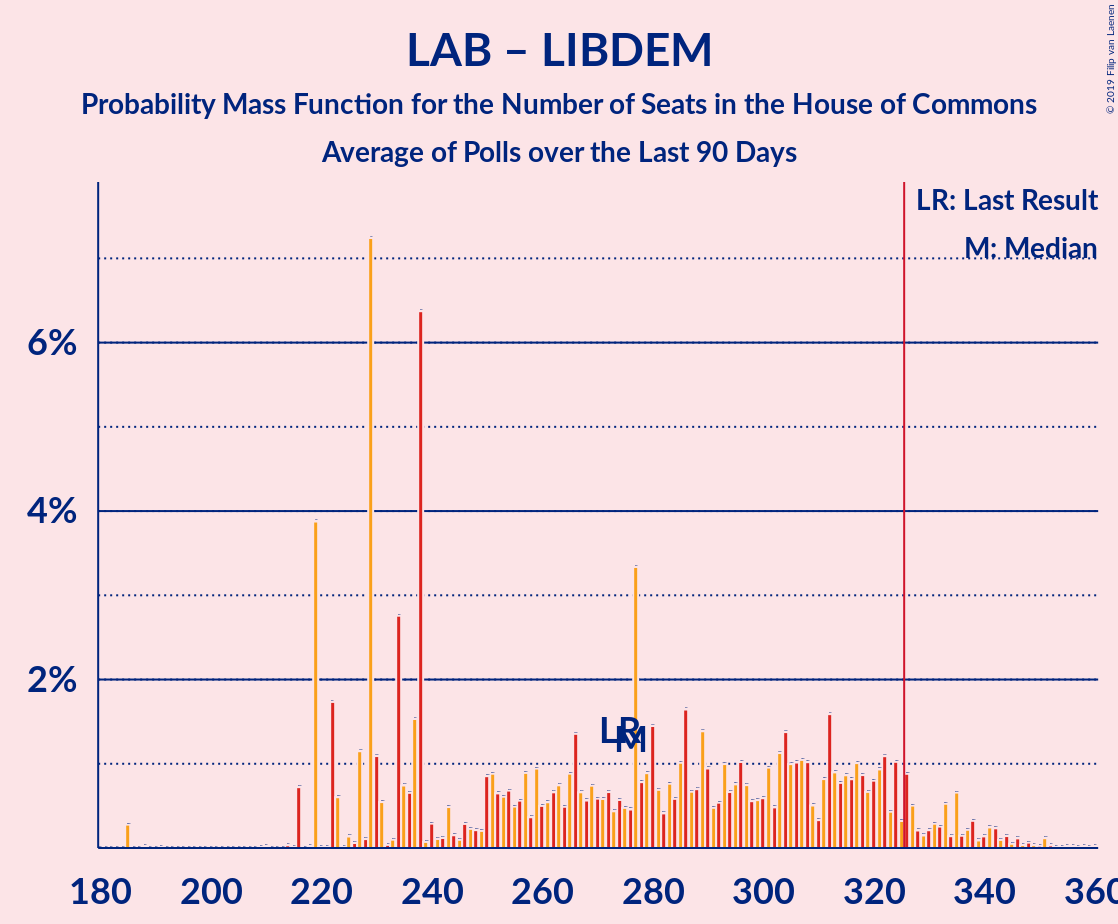 LAB – LIBDEM
Probability Mass Function for the Number of Seats in the House of Commons
Average of Polls over the Last 90 Days
© 2019 Filip van Laenen
LR: Last Result
M: Median
6%
4%
2%
LR
M
180 200 220 240 260 280 300 320 340 360